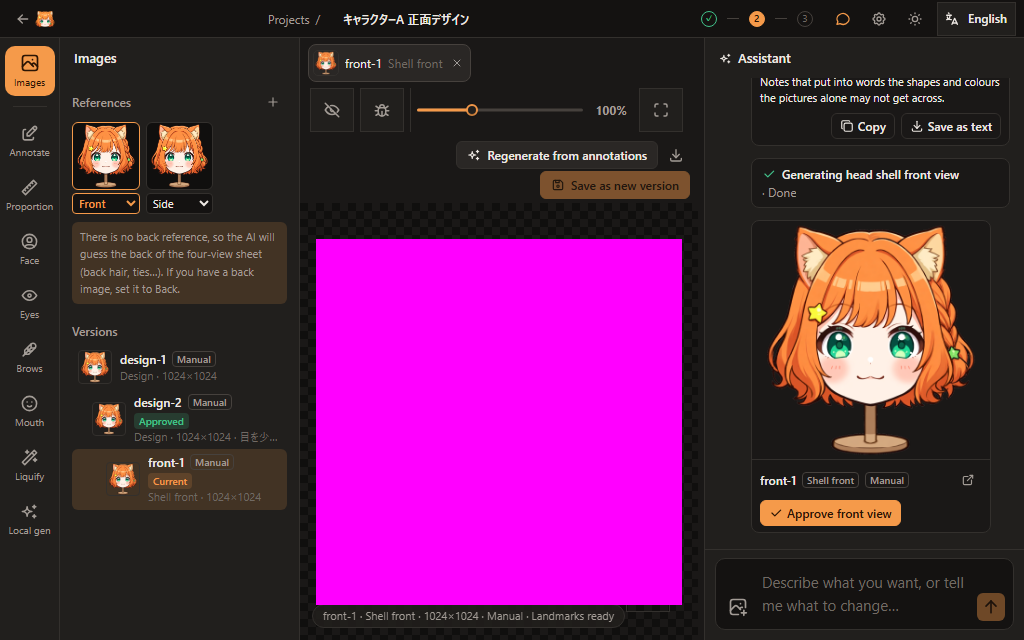 Projects /
キャラクターA 正面デザイン
2
3
English
Images
Annotate
Proportion
Face
Eyes
Brows
Mouth
Liquify
Local gen
Images
References
Front
Side
There is no back reference, so the AI will
guess the back of the four-view sheet
(back hair, ties...). If you have a back
image, set it to Back.
Versions
design-1 Manual
Design · 1024×1024
design-2 Manual
Approved
Design · 1024×1024 · 目を少...
front-1 Manual
Current
Shell front · 1024×1024
front-1 Shell front
100%
Regenerate from annotations
Save as new version
front-1 · Shell front · 1024×1024 · Manual · Landmarks ready
Assistant
Notes that put into words the shapes and colours
the pictures alone may not get across.
Copy
Save as text
Generating head shell front view
· Done
front-1 Shell front Manual
Approve front view
Describe what you want, or tell
me what to change...